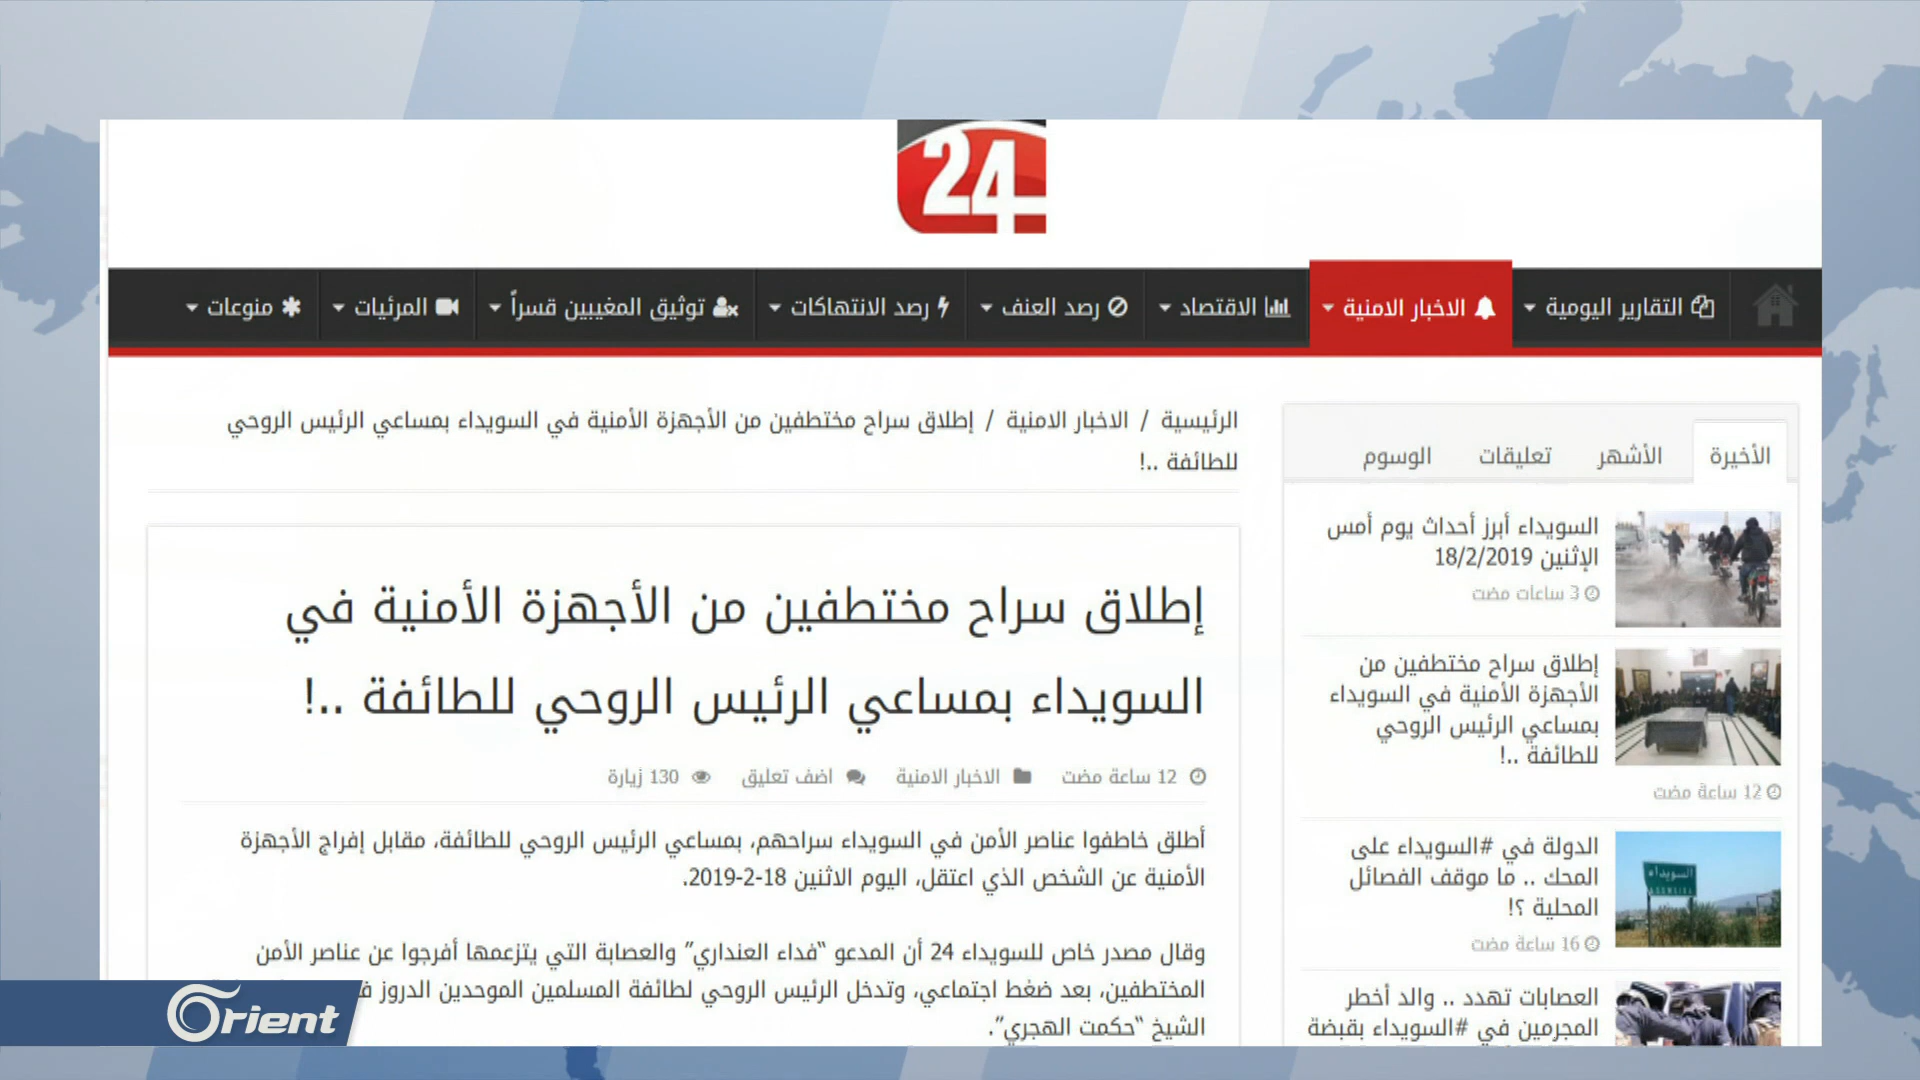 24
التقارير اليومية
الاخبار الامنية
الاقتصاد
رصد العنف
رصد الانتهاكات
توثيق المغيبين قسراً
المرئيات
منوعات
الرئيسية / الاخبار الامنية / إطلاق سراح مختطفين من الأجهزة الأمنية في السويداء بمساعي الرئيس الروحي
للطائفة ..!
إطلاق سراح مختطفين من الأجهزة الأمنية في
السويداء بمساعي الرئيس الروحي للطائفة ..!
12 ساعة مضت
الاخبار الامنية
اضف تعليق
130 زيارة
أطلق خاطفوا عناصر الأمن في السويداء سراحهم، بمساعي الرئيس الروحي للطائفة، مقابل إفراج الأجهزة
الأمنية عن الشخص الذي اعتقل، اليوم الاثنين 18-2-2019.
وقال مصدر خاص للسويداء 24 أن المدعو “فداء العنداري” والعصابة التي يتزعمها أفرجوا عن عناصر الأمن
المختطفين، بعد ضغط اجتماعي، وتدخل الرئيس الروحي لطائفة المسلمين الموحدين الدروز
الشيخ “حكمت الهجري”.
الأخيرة
الأشهر
تعليقات
الوسوم
السويداء أبرز أحداث يوم أمس
الإثنين 18/2/2019
3 ساعات مضت
إطلاق سراح مختطفين من
الأجهزة الأمنية في السويداء
بمساعي الرئيس الروحي
للطائفة ..!
12 ساعة مضت
الدولة في #السويداء على
المحك .. ما موقف الفصائل
المحلية ؟!
16 ساعة مضت
السويداء
العصابات تهدد .. والد أخطر
المجرمين في #السويداء بقبضة
Orient